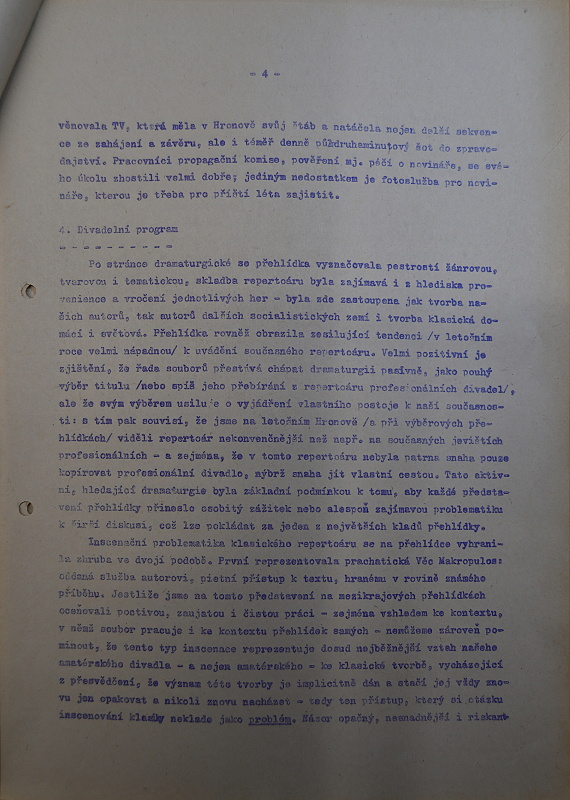 - 4 -
věnovala TV, která měla v Hronově svůj štáb a natáčela nejen delší sekven-
ce ze zahájení a závěru, ale i téměř denně půldruhaminutový šot do zpravo-
dajství. Pracovníci propagační komise, pověření mj. péčí o novináře, se své-
ho úkolu zhostili velmi dobře; jediným nedostatkem je fotoslužba pro novi-
náře, kterou je třeba pro příští léta zajistit.
4. Divadelní program
- - - - - - - - - -
Po stránce dramaturgické se přehlídka vyznačovala pestrostí žánrovou,
tvarovou i tematickou, skladba repertoáru byla zajímavá i z hlediska pro-
venience a vročení jednotlivých her - byla zde zastoupena jak tvorba na-
šich autorů, tak autorů dalších socialistických zemí i tvorba klasická do-
mácí i světová. Přehlídka rovněž obrazila zesilující tendenci /v letošním
roce velmi nápadnou/ k uvádění současného repertoáru. Velmi pozitivní je
zjištění, že řada souborů přestává chápat dramaturgii pasívně, jako pouhý
výběr titulu /nebo spíš jeho přebírání z repertoáru profesionálních divadel/,
ale že svým výběrem usiluje o vyjádření vlastního postoje k naší současnos-
ti: s tím pak souvisí, že jsme na letošním Hronově /a při výběrových pře-
hlídkách/ viděli repertoár nekonvenčnější než např. na současných jevištích
profesionálních - a zejména, že v tomto repertoáru nebyla patrna snaha pouze
kopírovat profesionální divadlo, nýbrž snaha jít vlastní cestou. Tato aktiv-
ní, hledající dramaturgie byla základní podmínkou k tomu, aby každé předsta-
vení přehlídky přineslo osobitý zážitek nebo alespoň zajímavou problematiku
k širší diskusi, což lze pokládat za jeden z největších kladů přehlídky.
Inscenační problematika klasického repertoáru se na přehlídce vyhrani-
la zhruba ve dvojí podobě. První reprezentovala prachatická Věc Makropulos:
oddaná služba autorovi, pietní přístup k textu, hranému v rovině známého
příběhu. Jestliže jsme na tomto představení na mezikrajových přehlídkách
oceňovali poctivou, zaujatou i čistou práci - zejména vzhledem ke kontextu,
v němž soubor pracuje i ke kontextu přehlídek samých - nemůžeme zároveň po-
minout, že tento typ inscenace reprezentuje dosud nejběžnější vztah našeho
amatérského divadla - a nejen amatérského - ke klasické tvorbě, vycházející
z přesvědčení, že význam této tvorby je implicitně dán a stačí jej vždy zno-
vu jen opakovat a nikoli znovu nacházet - tedy ten přístup, který si otázku
inscenování klasiky neklade jako problém. Názor opačný, nesnadnější i riskant-